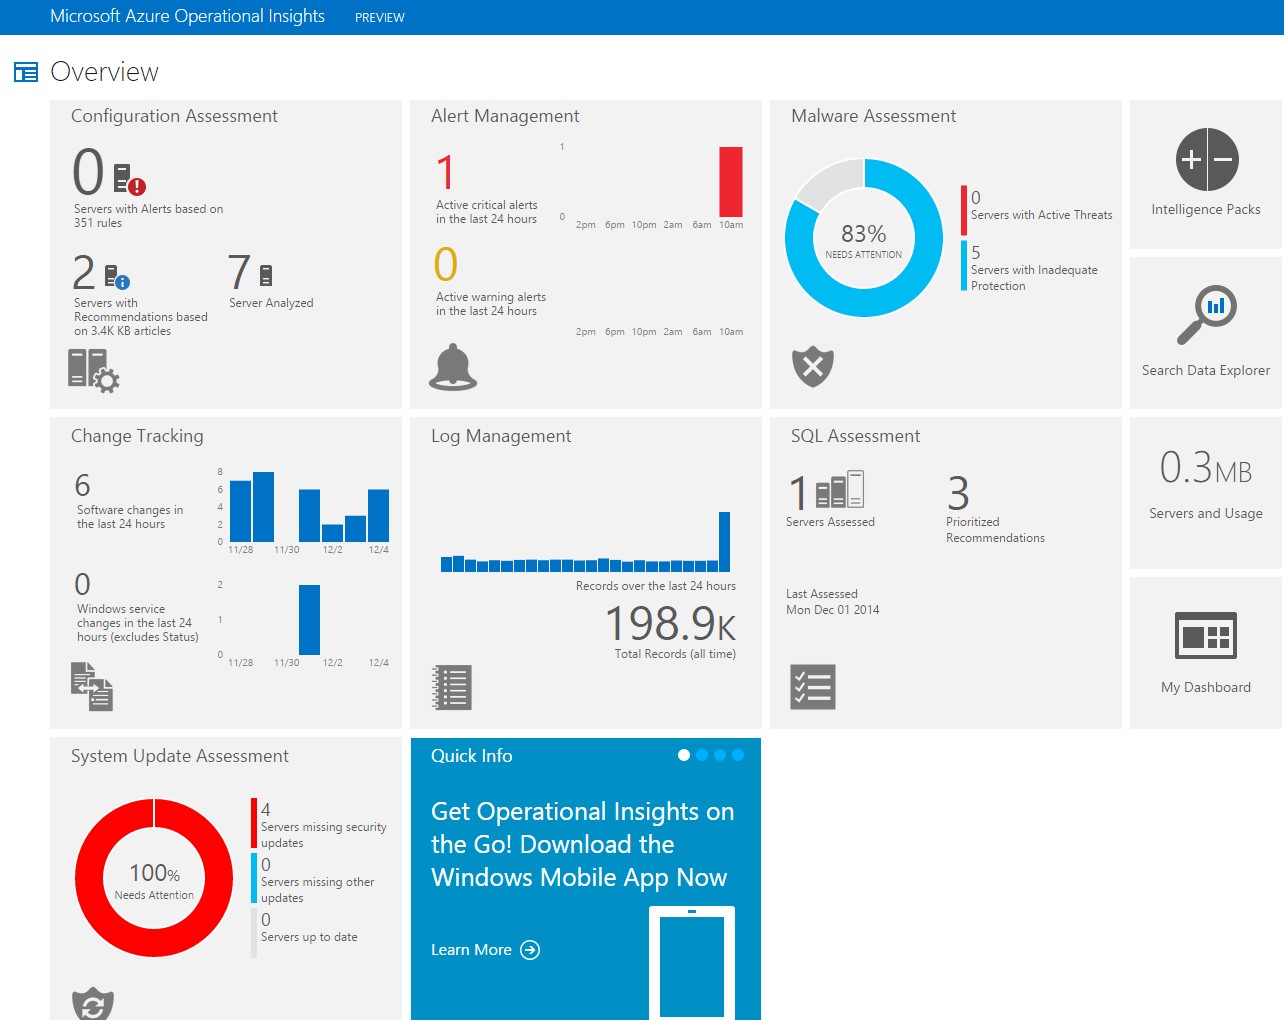 Microsoft Azure Operational Insights PREVIEW
Overview
Configuration Assessment
0
Servers with Alerts based on
351 rules
2
Servers with
Recommendations based
on 3.4K KB articles
7
Server Analyzed
Alert Management
1
Active critical alerts
in the last 24 hours
1
0
2pm 6pm 10pm 2am 6am 10am
0
Active warning alerts
in the last 24 hours
2pm 6pm 10pm 2am 6am 10am
Malware Assessment
83%
NEEDS ATTENTION
0
Servers with Active Threats
5
Servers with Inadequate
Protection
Intelligence Packs
Search Data Explorer
Change Tracking
6
Software changes in
the last 24 hours
8
6
4
2
0
11/28 11/30 12/2 12/4
0
Windows service
changes in the last 24
hours (excludes Status)
2
1
0
11/28 11/30 12/2 12/4
Log Management
Records over the last 24 hours
198.9K
Total Records (all time)
SQL Assessment
1
Servers Assessed
3
Prioritized
Recommendations
Last Assessed
Mon Dec 01 2014
0.3MB
Servers and Usage
My Dashboard
System Update Assessment
100%
Needs Attention
4
Servers missing security
updates
0
Servers missing other
updates
0
Servers up to date
Quick Info
Get Operational Insights on
the Go! Download the
Windows Mobile App Now
Learn More